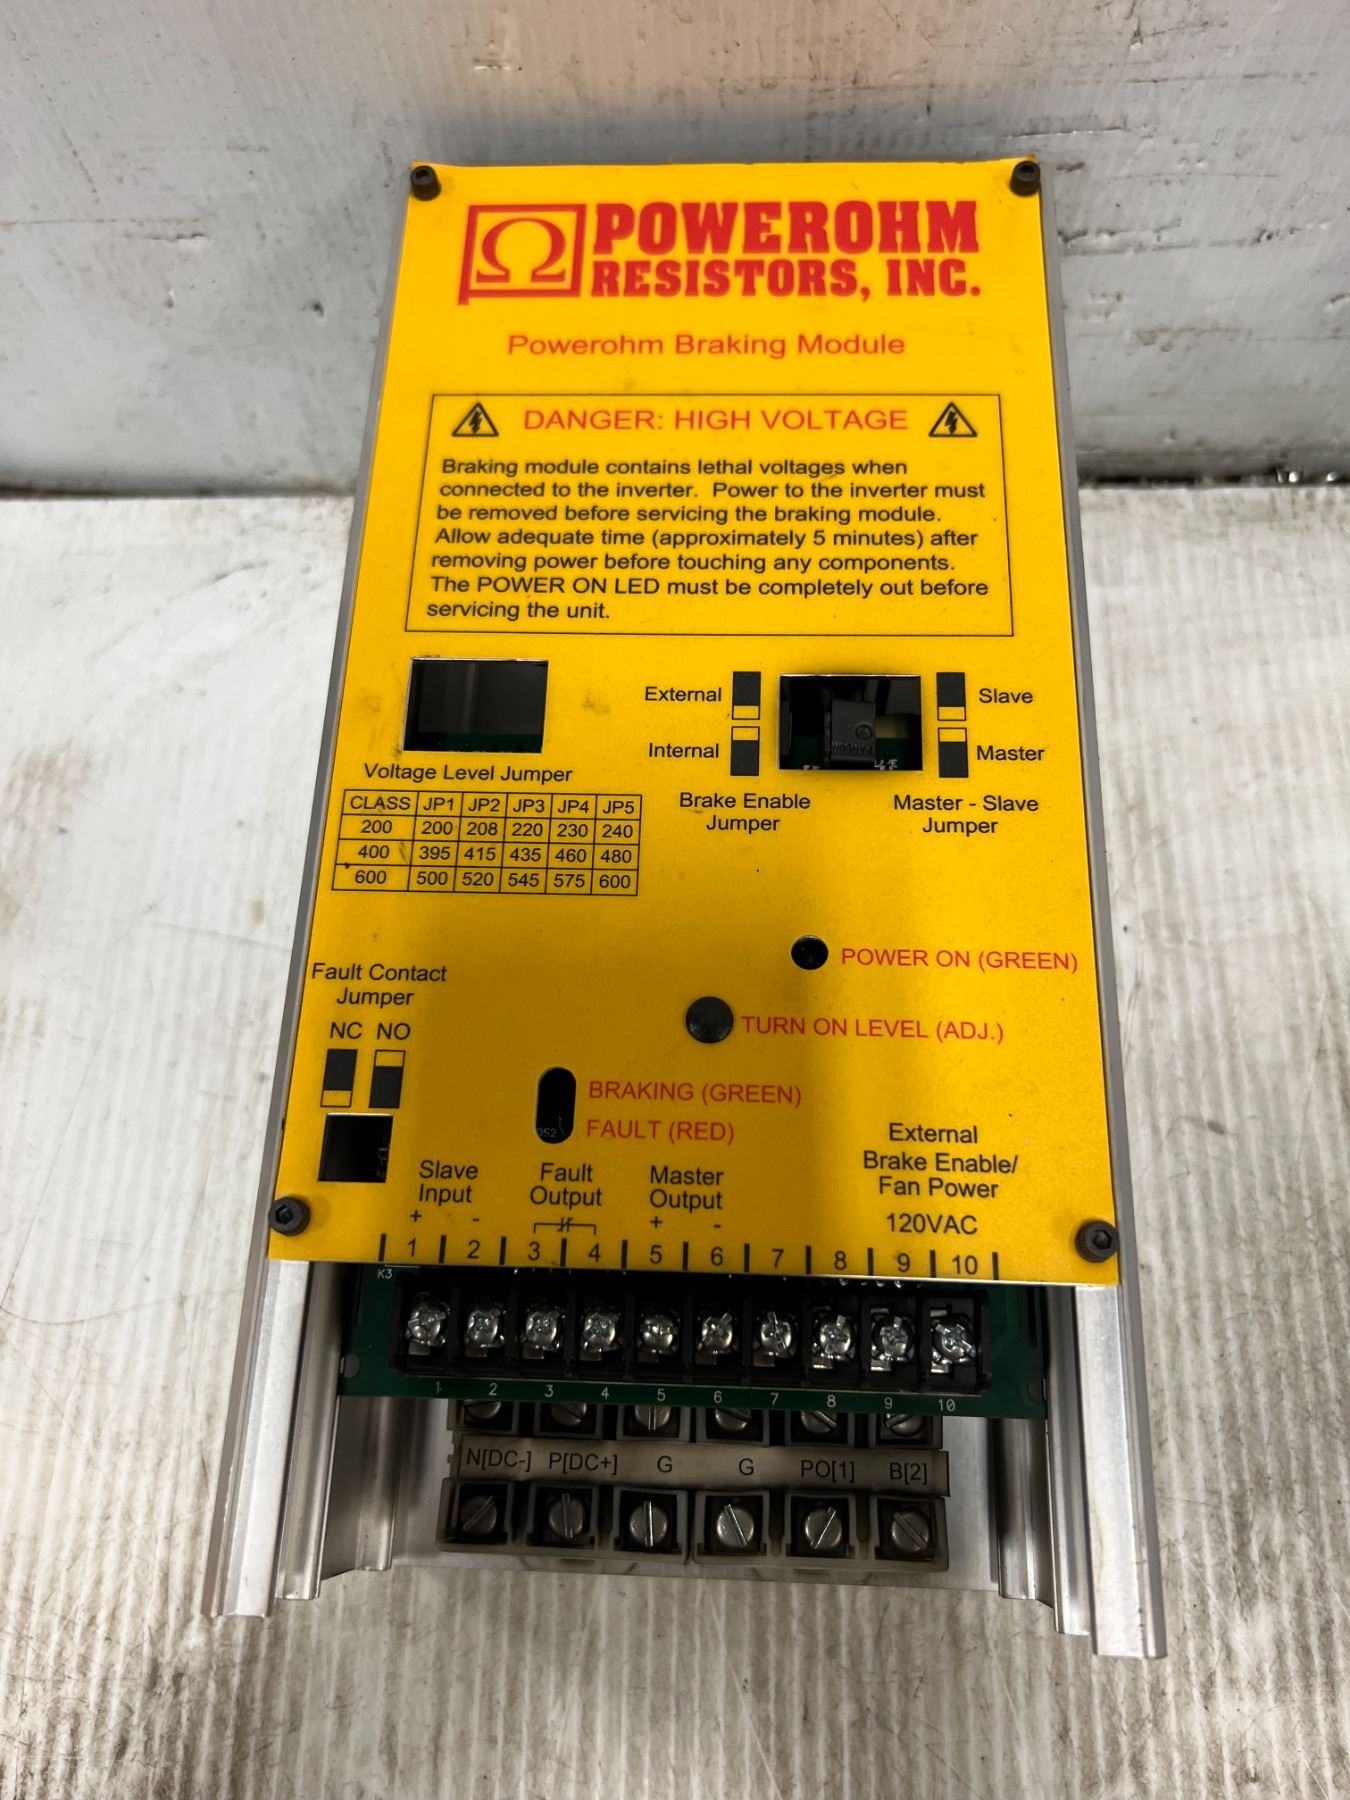 POWEROHM
RESISTORS, INC.
Powerohm Braking Module
DANGER: HIGH VOLTAGE
Braking module contains lethal voltages when
connected to the inverter. Power to the inverter must
be removed before servicing the braking module.
Allow adequate time (approximately 5 minutes) after
removing power before touching any components.
The POWER ON LED must be completely out before
servicing the unit.
External
Internal
Slave
Master
Brake Enable
Jumper
Master - Slave
Jumper
Voltage Level Jumper
CLASS JP1 JP2 JP3 JP4 JP5
200 200 208 220 230 240
400 395 415 435 460 480
600 500 520 545 575 600
POWER ON (GREEN)
Fault Contact
Jumper
NC NO
TURN ON LEVEL (ADJ.)
BRAKING (GREEN)
FAULT (RED)
DS2
Slave
Input
+ -
Fault
Output
Master
Output
+ -
External
Brake Enable/
Fan Power
120VAC
1 2 3 4 5 6 7 8 9 10
K3
1 2 3 4 5 6 7 8 9 10
N[DC-] P[DC+] G G PO[1] B[2]